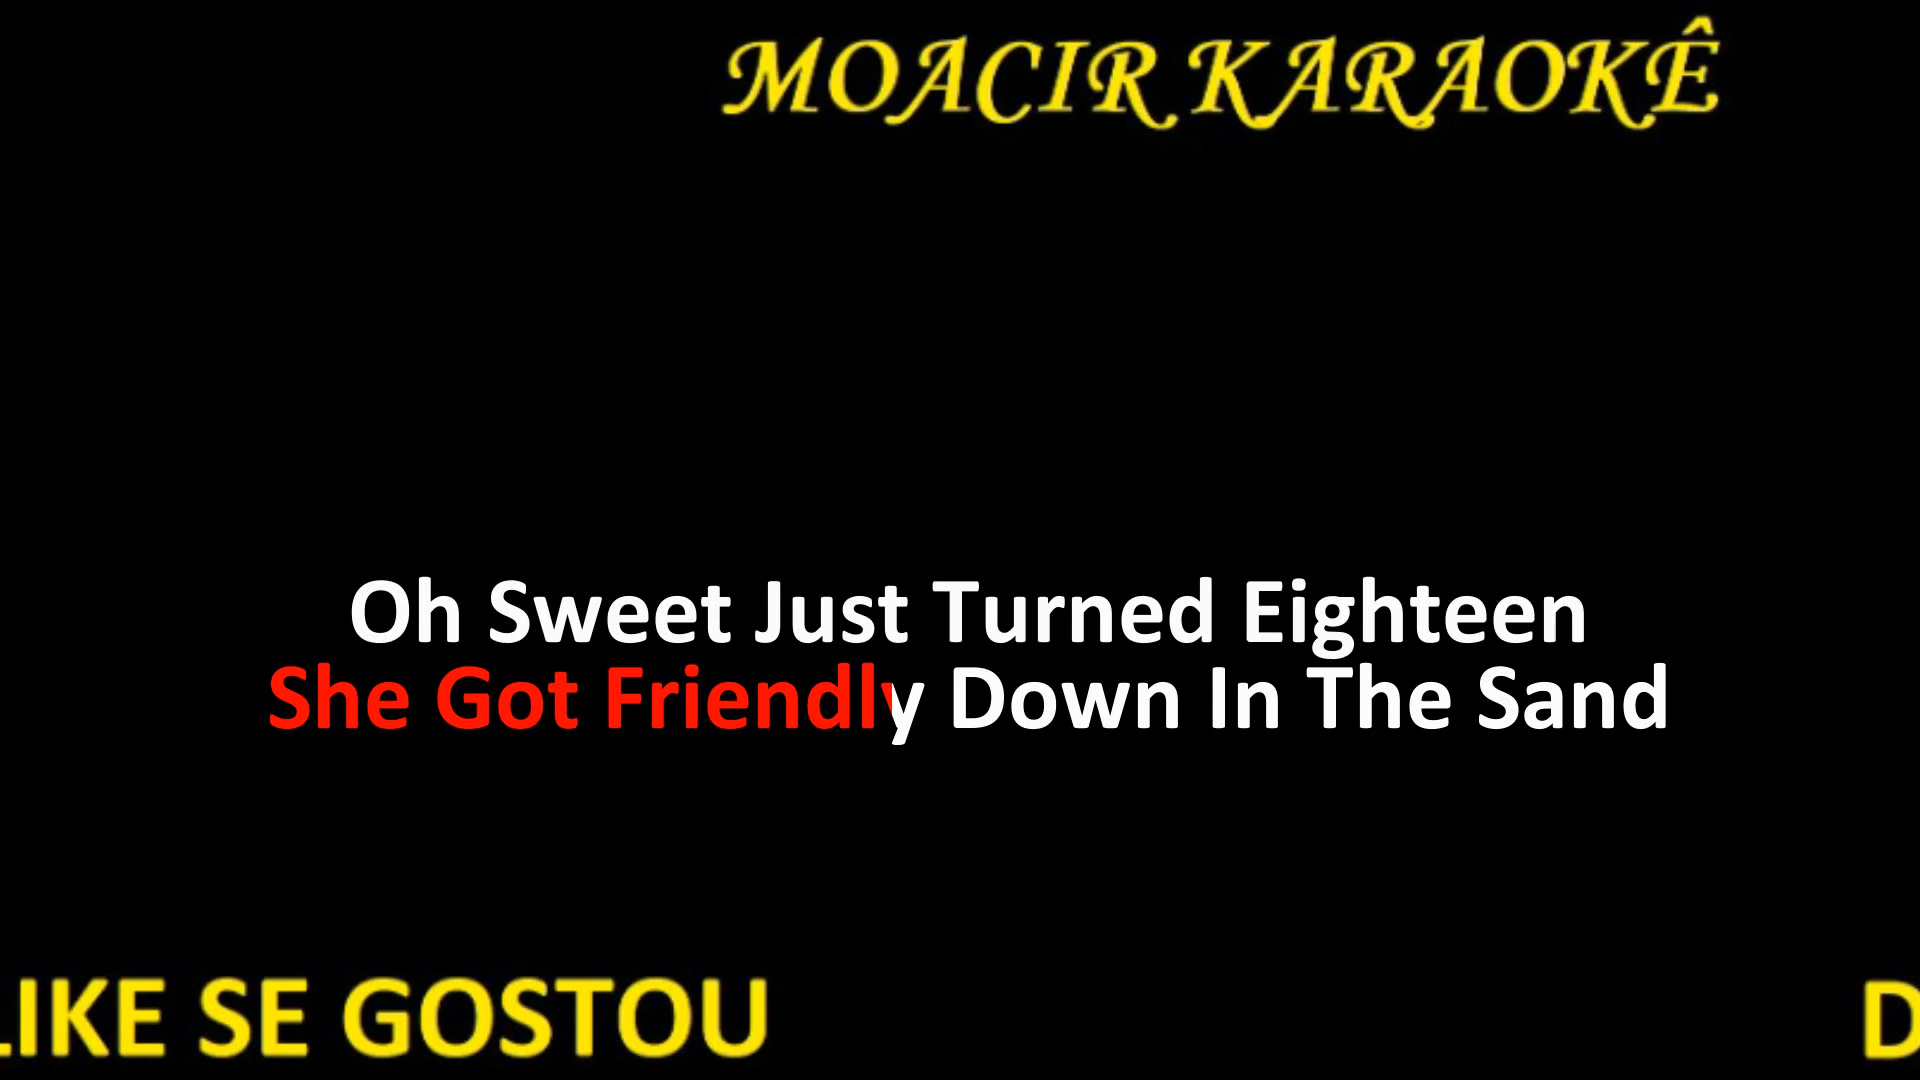 MOACIR KARAOKÊ
Oh Sweet Just Turned Eighteen
She Got Friendly Down In The Sand
LIKE SE GOSTOU D